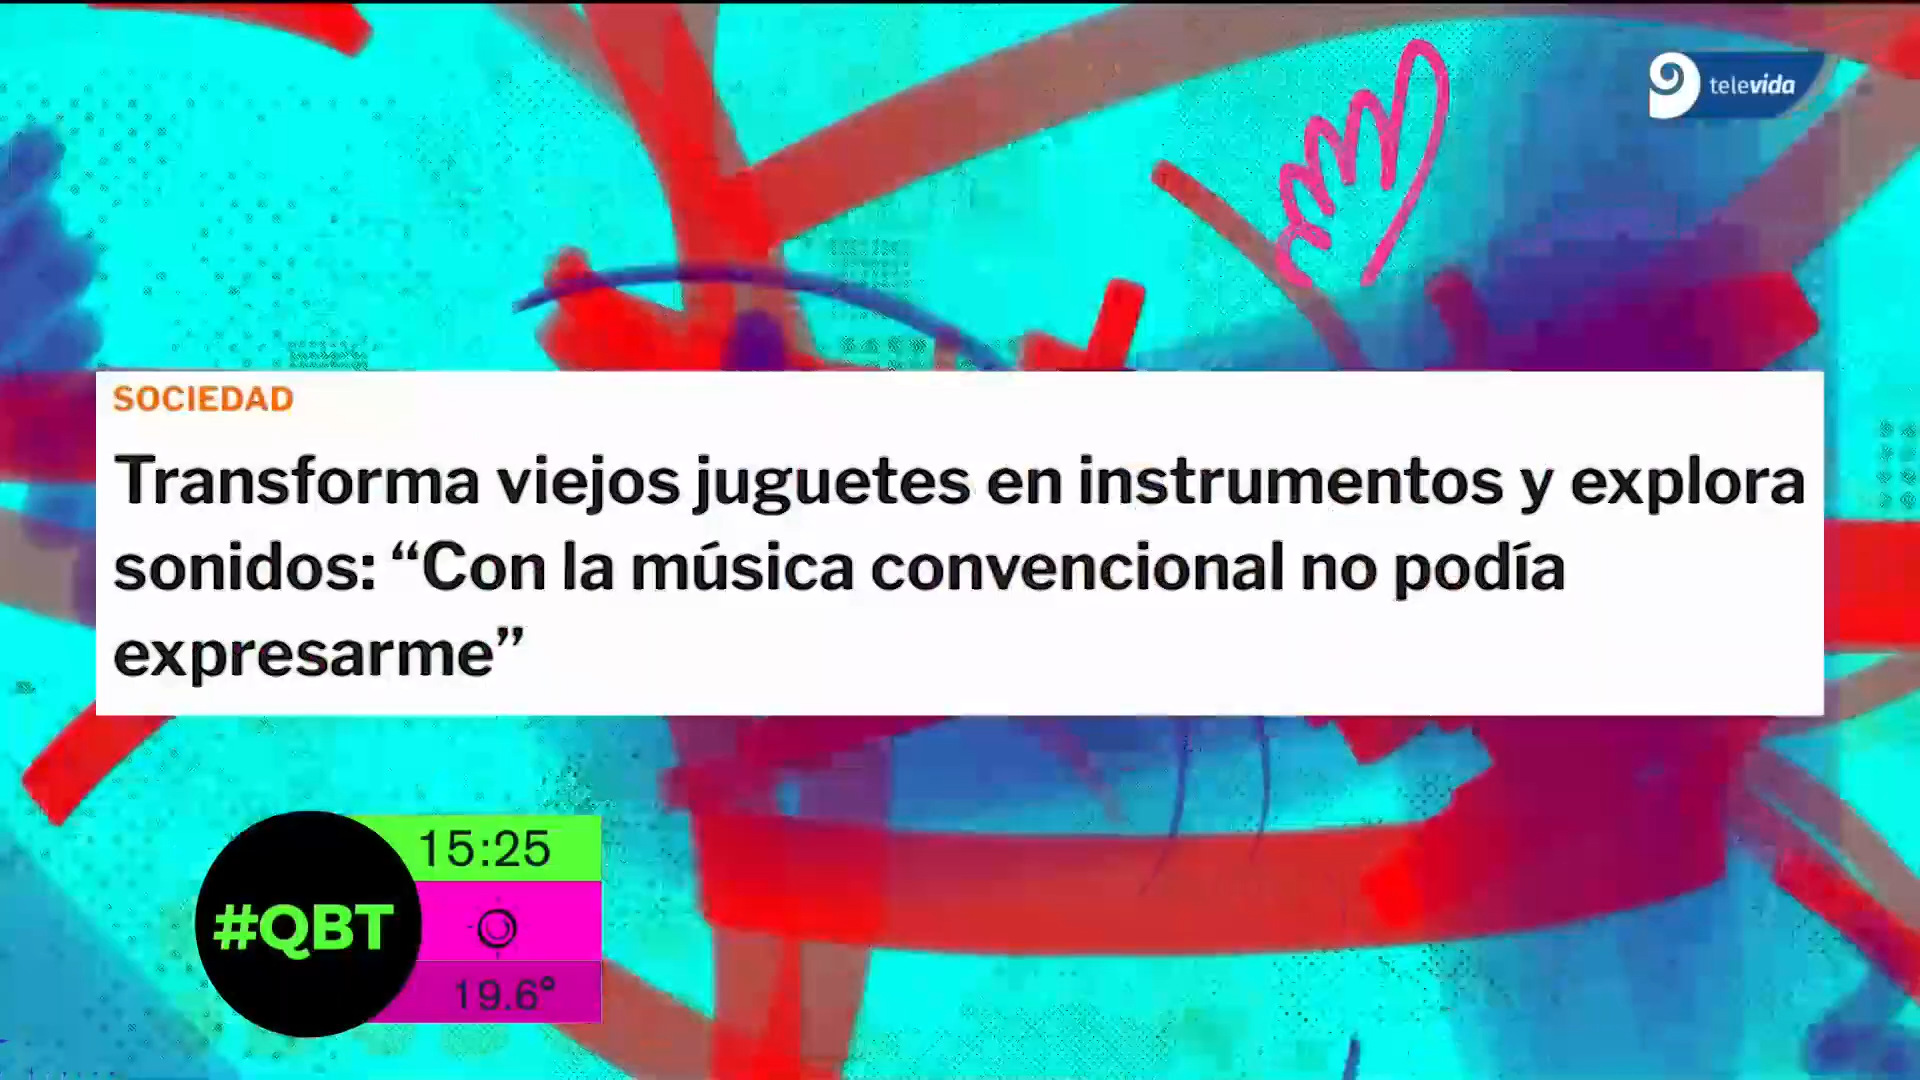 9 televida
SOCIEDAD
Transforma viejos juguetes en instrumentos y explora
sonidos: “Con la música convencional no podía
expresarme”
15:25
#QBT
19.6°